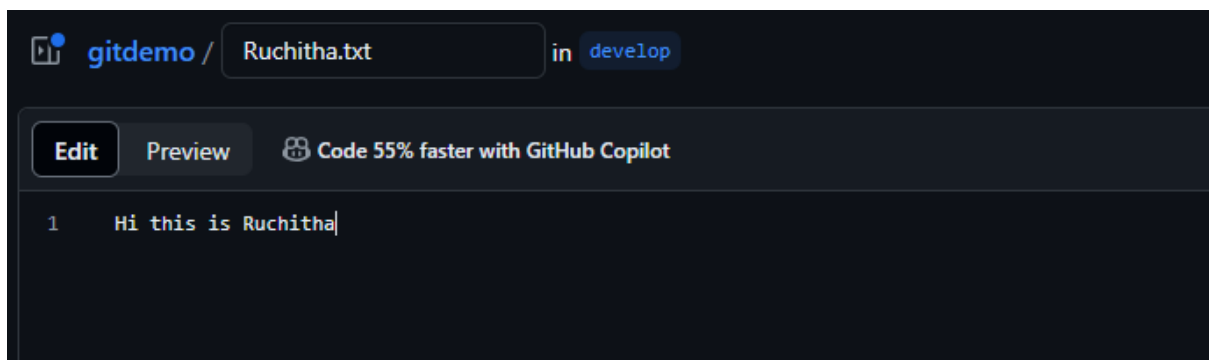 gitdemo / Ruchitha.txt in develop
Edit Preview Code 55% faster with GitHub Copilot
1 Hi this is Ruchitha